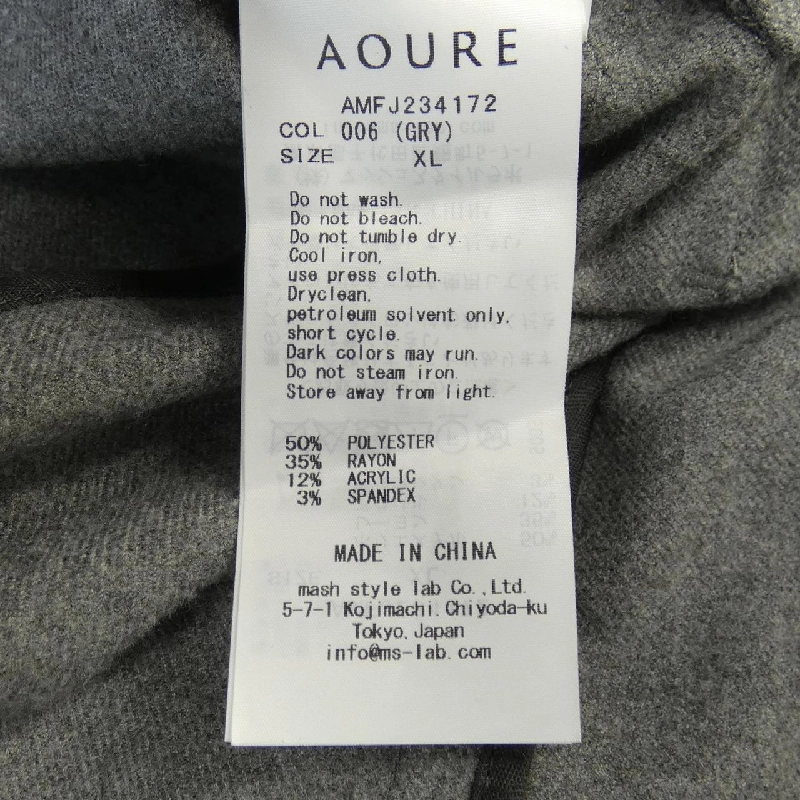 AOURE
AMFJ234172
COL 006 (GRY)
SIZE XL
Do not wash.
Do not bleach.
Do not tumble dry.
Cool iron,
use press cloth.
Dryclean,
petroleum solvent only.
short cycle.
Dark colors may run.
Do not steam iron.
Store away from light.
50% POLYESTER
35% RAYON
12% ACRYLIC
3% SPANDEX
MADE IN CHINA
mash style lab Co.,Ltd.
5-7-1 Kojimachi.Chiyoda-ku
Tokyo,Japan
info@ms-lab.com